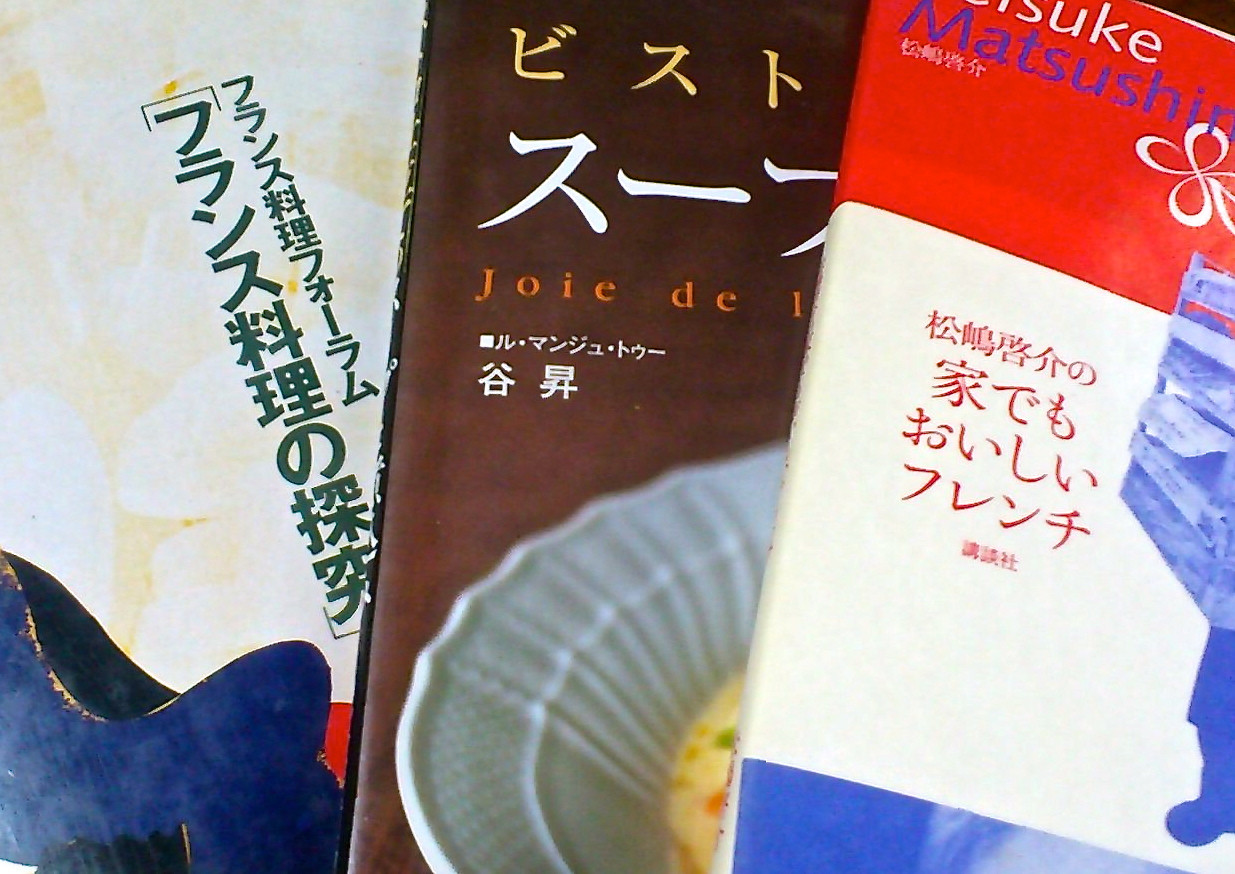 フランス料理フォーラム
「フランス料理の探究」
ビスト
スープ
Joie de l
■ル・マンジュ・トゥー
谷 昇
eisuke
Matsushin
松嶋啓介
松嶋啓介の
家でも
おいしい
フレンチ
講談社